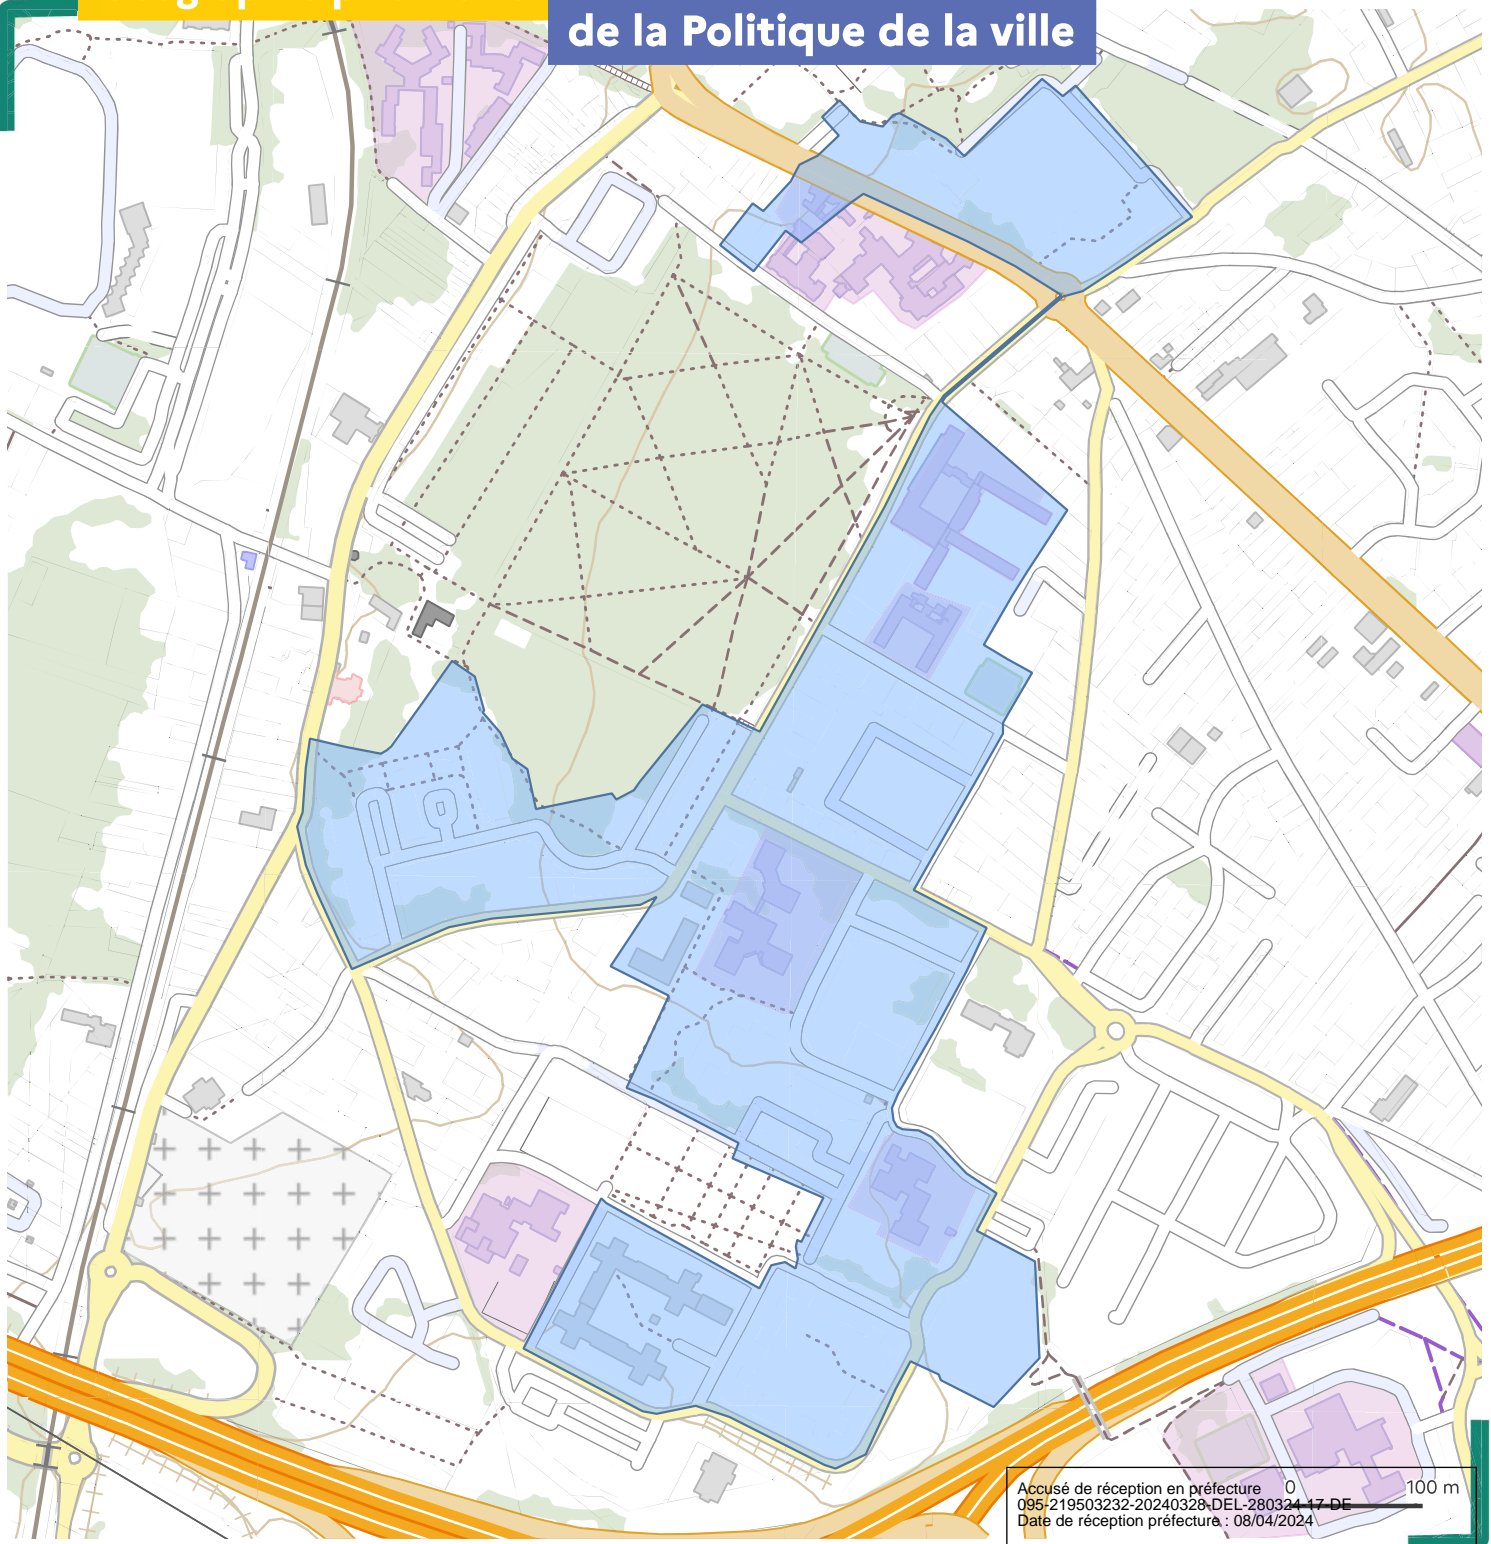 de la Politique de la ville
Accusé de réception en préfecture
095-219503232-20240328-DEL-280324-17-DE
Date de réception préfecture : 08/04/2024
0 100 m